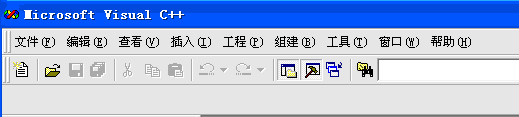 Microsoft Visual C++
文件(F) 编辑(E) 查看(V) 插入(I) 工程(P) 组建(B) 工具(T) 窗口(W) 帮助(H)